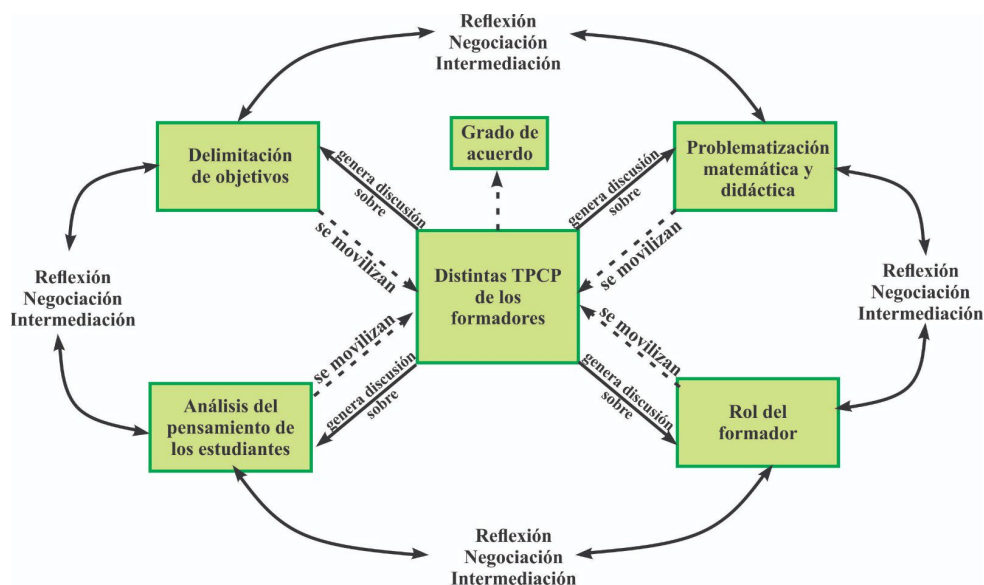 Reflexión
Negociación
Intermediación
Delimitación
de objetivos
Grado de
acuerdo
Problematización
matemática y
didáctica
genera discusión
sobre
genera discusión
sobre
se movilizan
se movilizan
Distintas TPCP
de los
formadores
Reflexión
Negociación
Intermediación
Reflexión
Negociación
Intermediación
se movilizan
se movilizan
genera discusión
sobre
genera discusión
sobre
Análisis del
pensamiento de
los estudiantes
Rol del
formador
Reflexión
Negociación
Intermediación